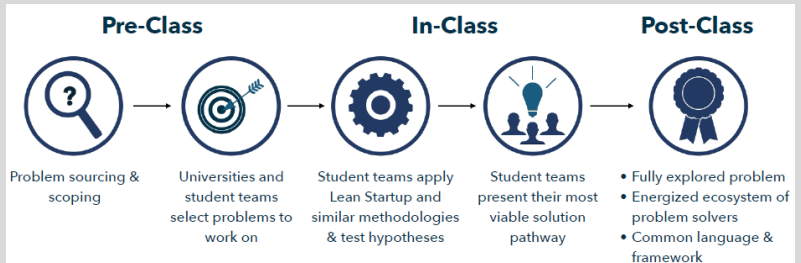 Pre-Class
In-Class
Post-Class
?
Problem sourcing &
scoping
Universities and
student teams
select problems to
work on
Student teams apply
Lean Startup and
similar methodologies
& test hypotheses
Student teams
present their most
viable solution
pathway
• Fully explored problem
• Energized ecosystem of
problem solvers
• Common language &
framework